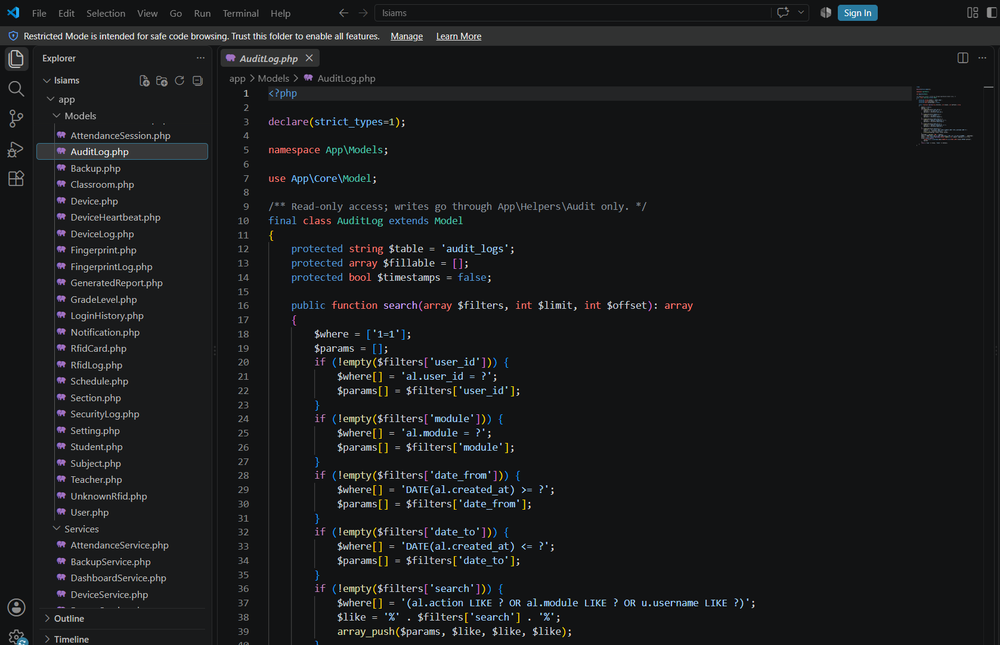 File Edit Selection View Go Run Terminal Help
Isiams
Sign In
Restricted Mode is intended for safe code browsing. Trust this folder to enable all features. Manage Learn More
Explorer
Isiams
app
Models
AttendanceSession.php
AuditLog.php
Backup.php
Classroom.php
Device.php
DeviceHeartbeat.php
DeviceLog.php
Fingerprint.php
FingerprintLog.php
GeneratedReport.php
GradeLevel.php
LoginHistory.php
Notification.php
RfidCard.php
RfidLog.php
Schedule.php
Section.php
SecurityLog.php
Setting.php
Student.php
Subject.php
Teacher.php
UnknownRfid.php
User.php
Services
AttendanceService.php
BackupService.php
DashboardService.php
DeviceService.php
Outline
Timeline
AuditLog.php
app > Models > AuditLog.php
1 <?php
2
3 declare(strict_types=1);
4
5 namespace App\Models;
6
7 use App\Core\Model;
8
9 /** Read-only access; writes go through App\Helpers\Audit only. */
10 final class AuditLog extends Model
11 {
12     protected string $table = 'audit_logs';
13     protected array $fillable = [];
14     protected bool $timestamps = false;
15
16     public function search(array $filters, int $limit, int $offset): array
17     {
18         $where = ['1=1'];
19         $params = [];
20         if (!empty($filters['user_id'])) {
21             $where[] = 'al.user_id = ?';
22             $params[] = $filters['user_id'];
23         }
24         if (!empty($filters['module'])) {
25             $where[] = 'al.module = ?';
26             $params[] = $filters['module'];
27         }
28         if (!empty($filters['date_from'])) {
29             $where[] = 'DATE(al.created_at) >= ?';
30             $params[] = $filters['date_from'];
31         }
32         if (!empty($filters['date_to'])) {
33             $where[] = 'DATE(al.created_at) <= ?';
34             $params[] = $filters['date_to'];
35         }
36         if (!empty($filters['search'])) {
37             $where[] = '(al.action LIKE ? OR al.module LIKE ? OR u.username LIKE ?)';
38             $like = '%' . $filters['search'] . '%';
39             array_push($params, $like, $like, $like);
40         }